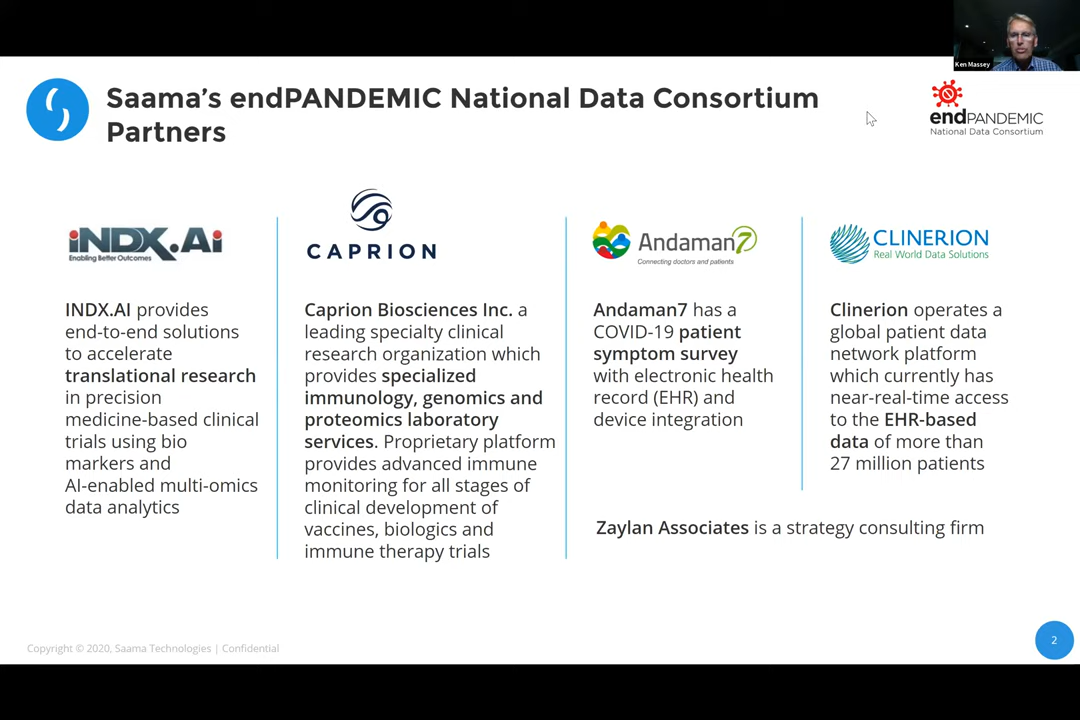 Ken Massey
Saama's endPANDEMIC National Data Consortium
Partners
endPANDEMIC
National Data Consortium
iNDX.Ai
Enabling Better Outcomes
INDX.AI provides
end-to-end solutions
to accelerate
translational research
in precision
medicine-based clinical
trials using bio
markers and
AI-enabled multi-omics
data analytics
CAPRION
Caprion Biosciences Inc. a
leading specialty clinical
research organization which
provides specialized
immunology, genomics and
proteomics laboratory
services. Proprietary platform
provides advanced immune
monitoring for all stages of
clinical development of
vaccines, biologics and
immune therapy trials
Andaman7
Connecting doctors and patients
Andaman7 has a
COVID-19 patient
symptom survey
with electronic health
record (EHR) and
device integration
CLINERION
Real World Data Solutions
Clinerion operates a
global patient data
network platform
which currently has
near-real-time access
to the EHR-based
data of more than
27 million patients
Zaylan Associates is a strategy consulting firm
Copyright © 2020, Saama Technologies | Confidential
2